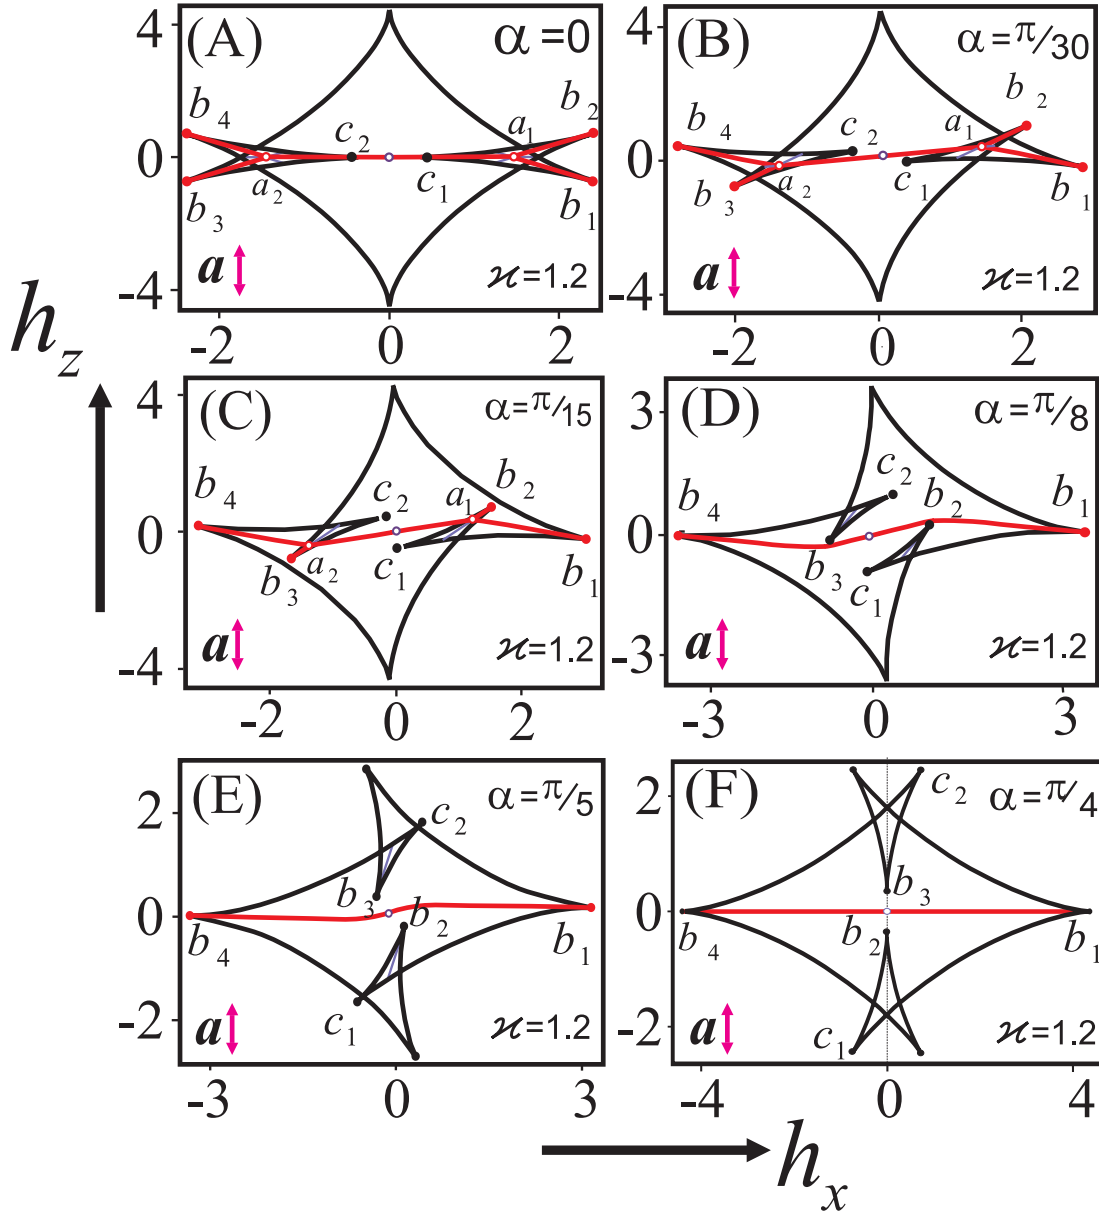 (A) α=0
4
b₄ c₂ a₁ b₂
0
b₃ a₂ c₁ b₁
a ϰ=1.2
-4
-2 0 2
(B) α=π/30
4
b₄ c₂ a₁ b₂
0
b₃ a₂ c₁ b₁
a ϰ=1.2
-4
-2 0 2
h_z
(C) α=π/15
4
b₄ c₂ a₁ b₂
0
b₃ a₂ c₁ b₁
a ϰ=1.2
-4
-2 0 2
(D) α=π/8
3
b₄ c₂ b₂ b₁
0
b₃ c₁
a ϰ=1.2
-3
-3 0 3
(E) α=π/5
2
c₂
b₃ b₂
0
b₄ b₁
c₁
-2
a ϰ=1.2
-3 0 3
(F) α=π/4
2
c₂
b₃
0
b₄ b₂ b₁
c₁
-2
a ϰ=1.2
-4 0 4
h_x